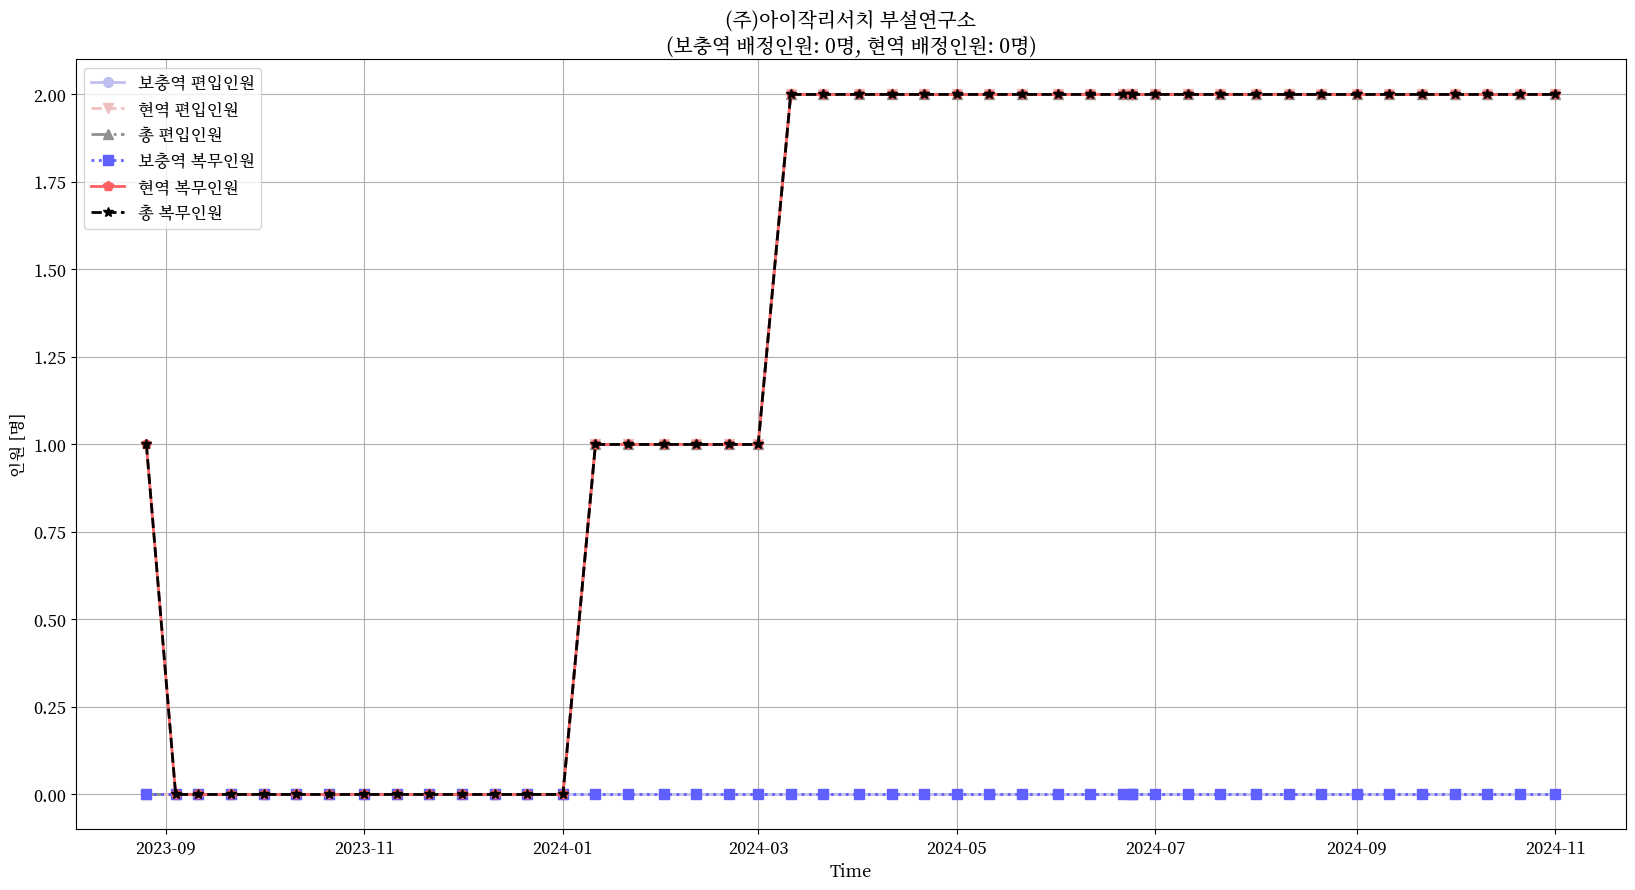 (주)아이작리서치 부설연구소
(보충역 배정인원: 0명, 현역 배정인원: 0명)
보충역 편입인원
현역 편입인원
총 편입인원
보충역 복무인원
현역 복무인원
총 복무인원
2.00
1.75
1.50
1.25
1.00
0.75
0.50
0.25
0.00
인원 [명]
2023-09
2023-11
2024-01
2024-03
2024-05
2024-07
2024-09
2024-11
Time